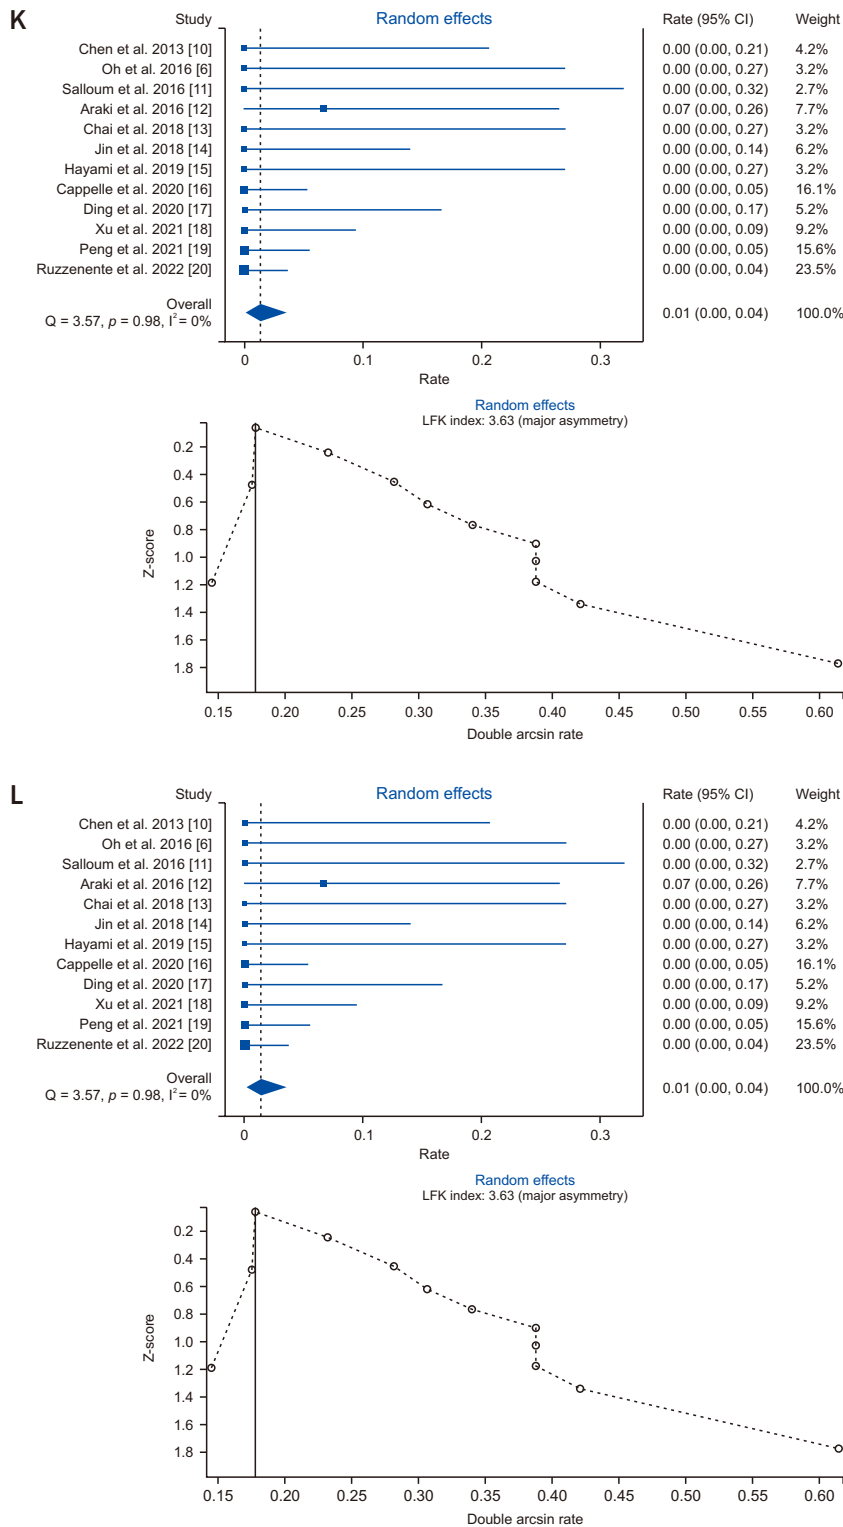 K
Study Random effects Rate (95% CI) Weight
Chen et al. 2013 [10] 0.00 (0.00, 0.21) 4.2%
Oh et al. 2016 [6] 0.00 (0.00, 0.27) 3.2%
Salloum et al. 2016 [11] 0.00 (0.00, 0.32) 2.7%
Araki et al. 2016 [12] 0.07 (0.00, 0.26) 7.7%
Chai et al. 2018 [13] 0.00 (0.00, 0.27) 3.2%
Jin et al. 2018 [14] 0.00 (0.00, 0.14) 6.2%
Hayami et al. 2019 [15] 0.00 (0.00, 0.27) 3.2%
Cappelle et al. 2020 [16] 0.00 (0.00, 0.05) 16.1%
Ding et al. 2020 [17] 0.00 (0.00, 0.17) 5.2%
Xu et al. 2021 [18] 0.00 (0.00, 0.09) 9.2%
Peng et al. 2021 [19] 0.00 (0.00, 0.05) 15.6%
Ruzzenente et al. 2022 [20] 0.00 (0.00, 0.04) 23.5%
Overall 0.01 (0.00, 0.04) 100.0%
Q = 3.57, p = 0.98, I²= 0%
0 0.1 0.2 0.3
Rate
Random effects
LFK index: 3.63 (major asymmetry)
0.2
0.4
0.6
0.8
1.0
1.2
1.4
1.6
1.8
Z-score
0.15 0.20 0.25 0.30 0.35 0.40 0.45 0.50 0.55 0.60
Double arcsin rate
L
Study Random effects Rate (95% CI) Weight
Chen et al. 2013 [10] 0.00 (0.00, 0.21) 4.2%
Oh et al. 2016 [6] 0.00 (0.00, 0.27) 3.2%
Salloum et al. 2016 [11] 0.00 (0.00, 0.32) 2.7%
Araki et al. 2016 [12] 0.07 (0.00, 0.26) 7.7%
Chai et al. 2018 [13] 0.00 (0.00, 0.27) 3.2%
Jin et al. 2018 [14] 0.00 (0.00, 0.14) 6.2%
Hayami et al. 2019 [15] 0.00 (0.00, 0.27) 3.2%
Cappelle et al. 2020 [16] 0.00 (0.00, 0.05) 16.1%
Ding et al. 2020 [17] 0.00 (0.00, 0.17) 5.2%
Xu et al. 2021 [18] 0.00 (0.00, 0.09) 9.2%
Peng et al. 2021 [19] 0.00 (0.00, 0.05) 15.6%
Ruzzenente et al. 2022 [20] 0.00 (0.00, 0.04) 23.5%
Overall 0.01 (0.00, 0.04) 100.0%
Q = 3.57, p = 0.98, I²= 0%
0 0.1 0.2 0.3
Rate
Random effects
LFK index: 3.63 (major asymmetry)
0.2
0.4
0.6
0.8
1.0
1.2
1.4
1.6
1.8
Z-score
0.15 0.20 0.25 0.30 0.35 0.40 0.45 0.50 0.55 0.60
Double arcsin rate